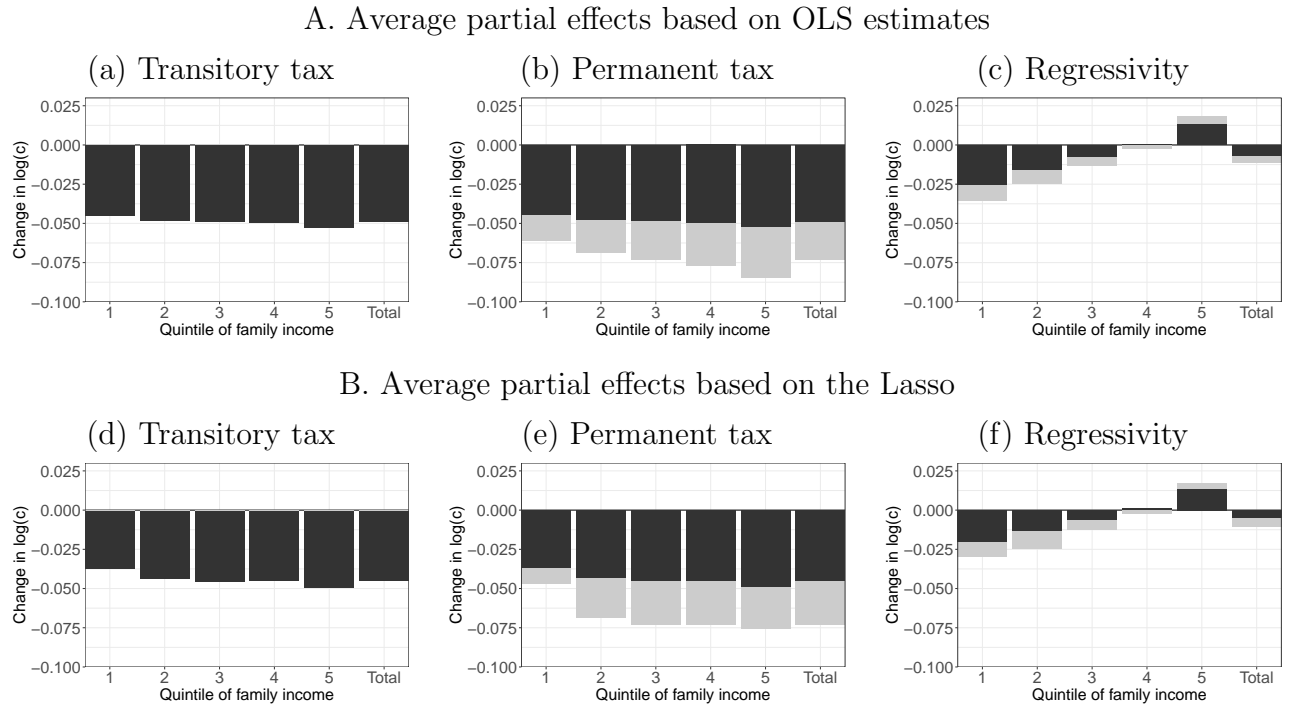 A. Average partial effects based on OLS estimates
(a) Transitory tax
(b) Permanent tax
(c) Regressivity
Change in log(c)
0.025
0.000
−0.025
−0.050
−0.075
−0.100
1 2 3 4 5 Total
Quintile of family income
Change in log(c)
0.025
0.000
−0.025
−0.050
−0.075
−0.100
1 2 3 4 5 Total
Quintile of family income
Change in log(c)
0.025
0.000
−0.025
−0.050
−0.075
−0.100
1 2 3 4 5 Total
Quintile of family income
B. Average partial effects based on the Lasso
(d) Transitory tax
(e) Permanent tax
(f) Regressivity
Change in log(c)
0.025
0.000
−0.025
−0.050
−0.075
−0.100
1 2 3 4 5 Total
Quintile of family income
Change in log(c)
0.025
0.000
−0.025
−0.050
−0.075
−0.100
1 2 3 4 5 Total
Quintile of family income
Change in log(c)
0.025
0.000
−0.025
−0.050
−0.075
−0.100
1 2 3 4 5 Total
Quintile of family income